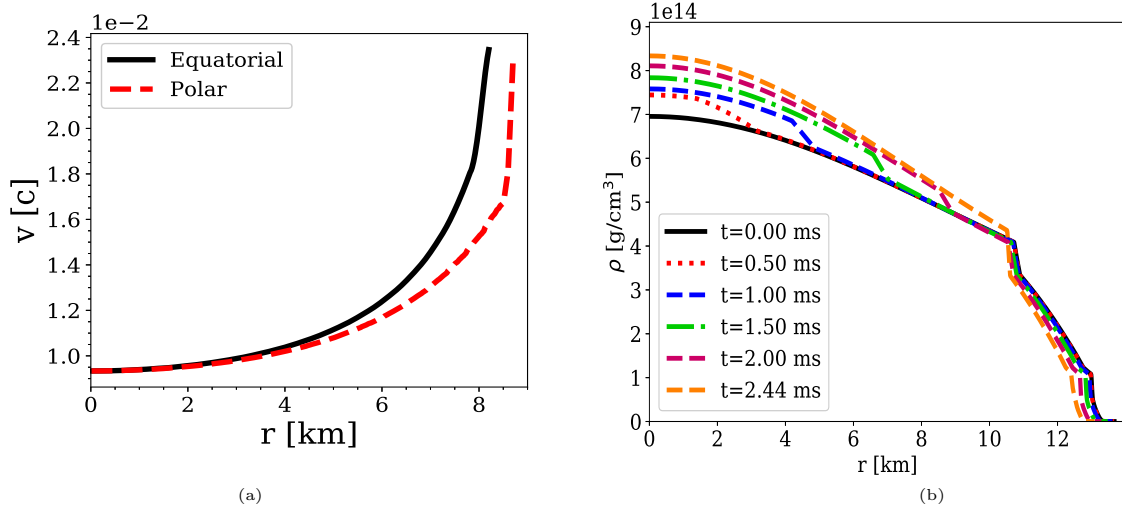 1e−2
2.4
2.2
2.0
1.8
1.6
1.4
1.2
1.0
v [c]
Equatorial
Polar
0 2 4 6 8
r [km]
(a)
1e14
9
8
7
6
5
4
3
2
1
0
ρ [g/cm³]
t=0.00 ms
t=0.50 ms
t=1.00 ms
t=1.50 ms
t=2.00 ms
t=2.44 ms
0 2 4 6 8 10 12
r [km]
(b)